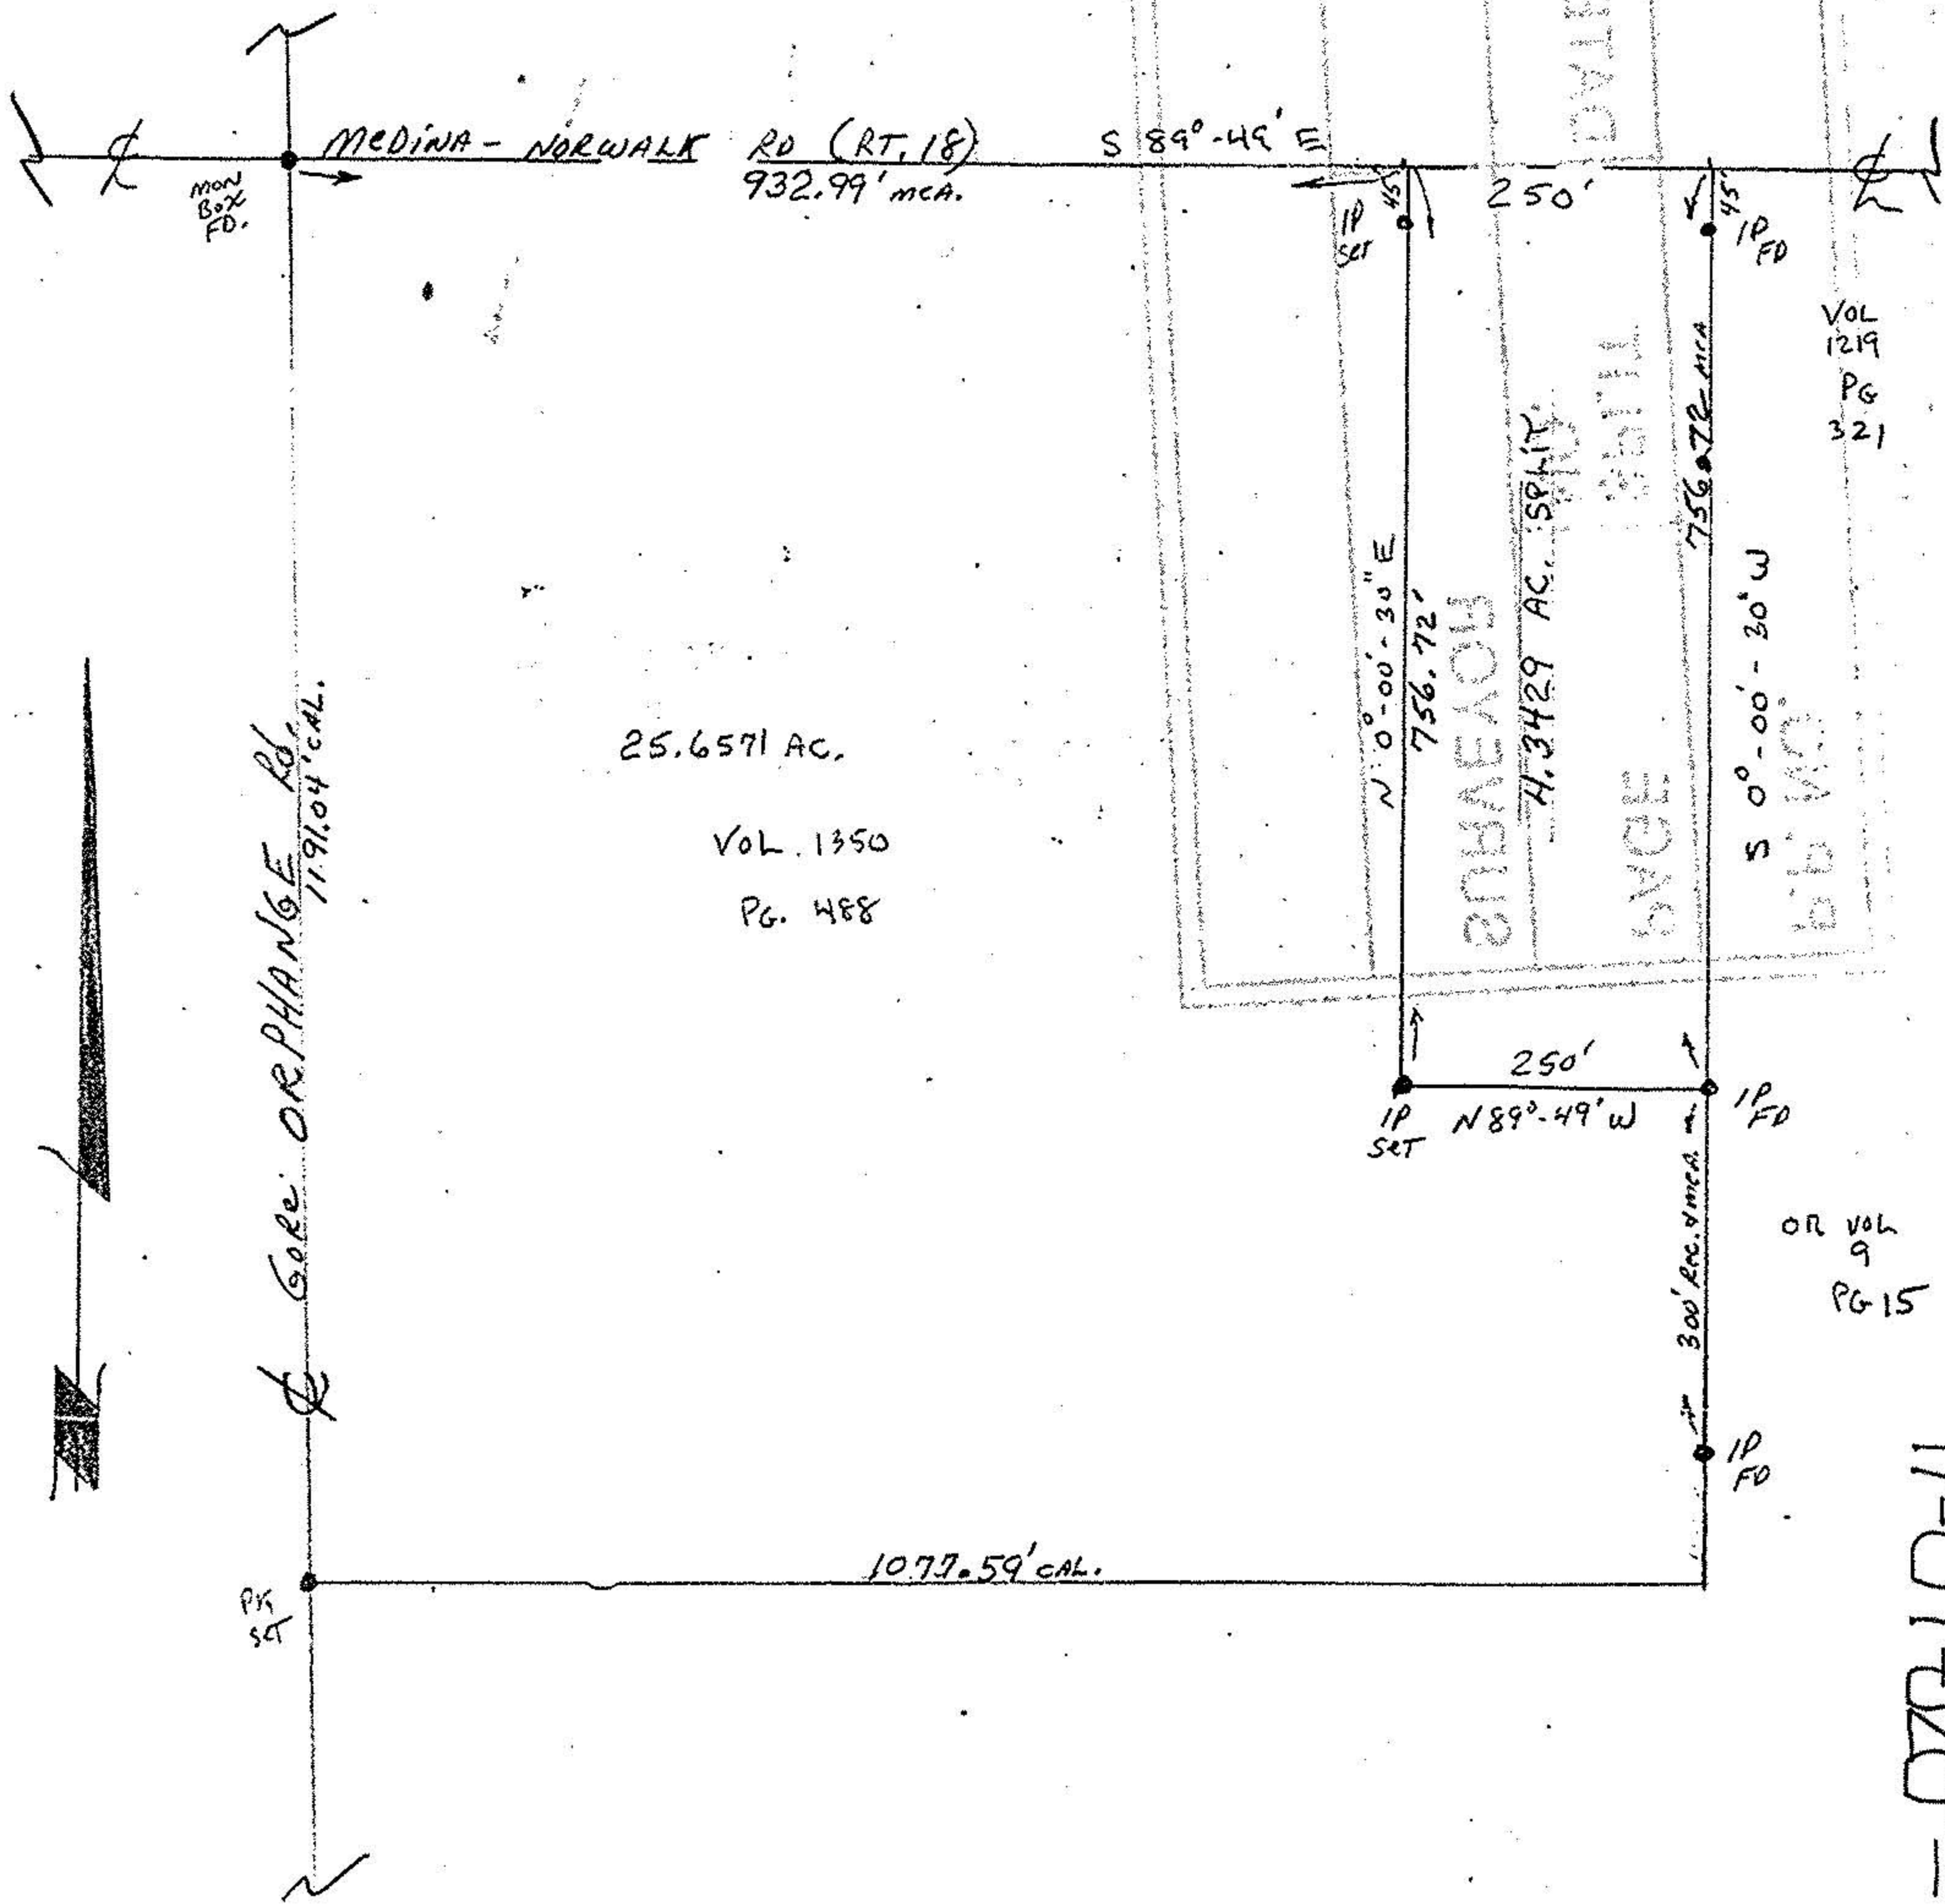 MEDINA - NORWALK RD (RT. 18) S 89°-49' E
932.99' MEA.
250'
MON
BOX
FD.
IP
SET
45'
45'
IP
FD
VOL
1219
PG
321
756.72 MEA
N 0°-00'-30" E
756.72'
4.3429 AC. SPLIT
S 0°-00'-30" W
GORE ORPHANGE Rd.
1191.04' CAL.
25.6571 AC.
VOL. 1350
PG. 488
SURVEYOR
PAGE
250'
N 89°-49' W
IP
SET
IP
FD
300' Rec. & MEA.
OR VOL
9
PG 15
IP
FD
1077.59' CAL.
SET